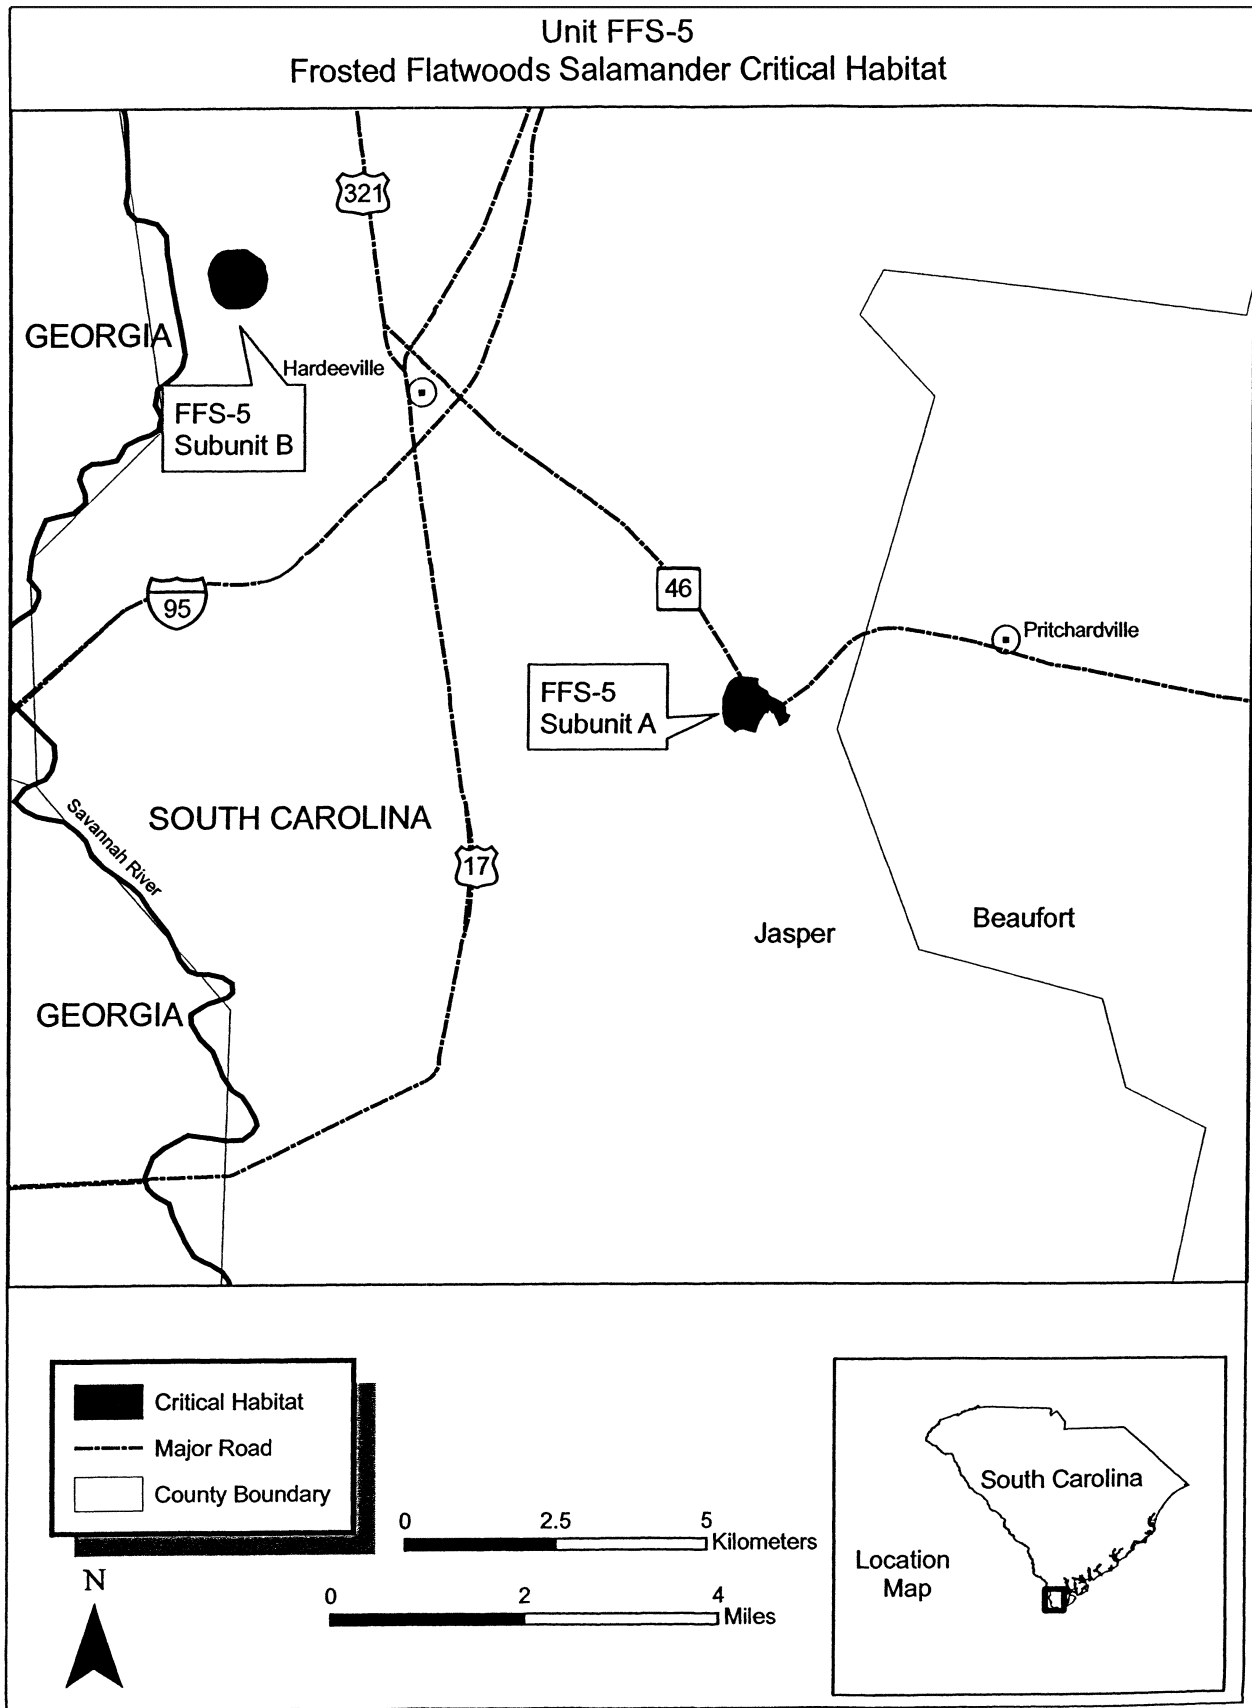 Unit FFS-5
Frosted Flatwoods Salamander Critical Habitat
321
GEORGIA
Hardeeville
FFS-5
Subunit B
95
46
Pritchardville
FFS-5
Subunit A
SOUTH CAROLINA
Savannah River
17
Jasper
Beaufort
GEORGIA
Critical Habitat
Major Road
County Boundary
0 2.5 5
Kilometers
N
0 2 4
Miles
South Carolina
Location
Map